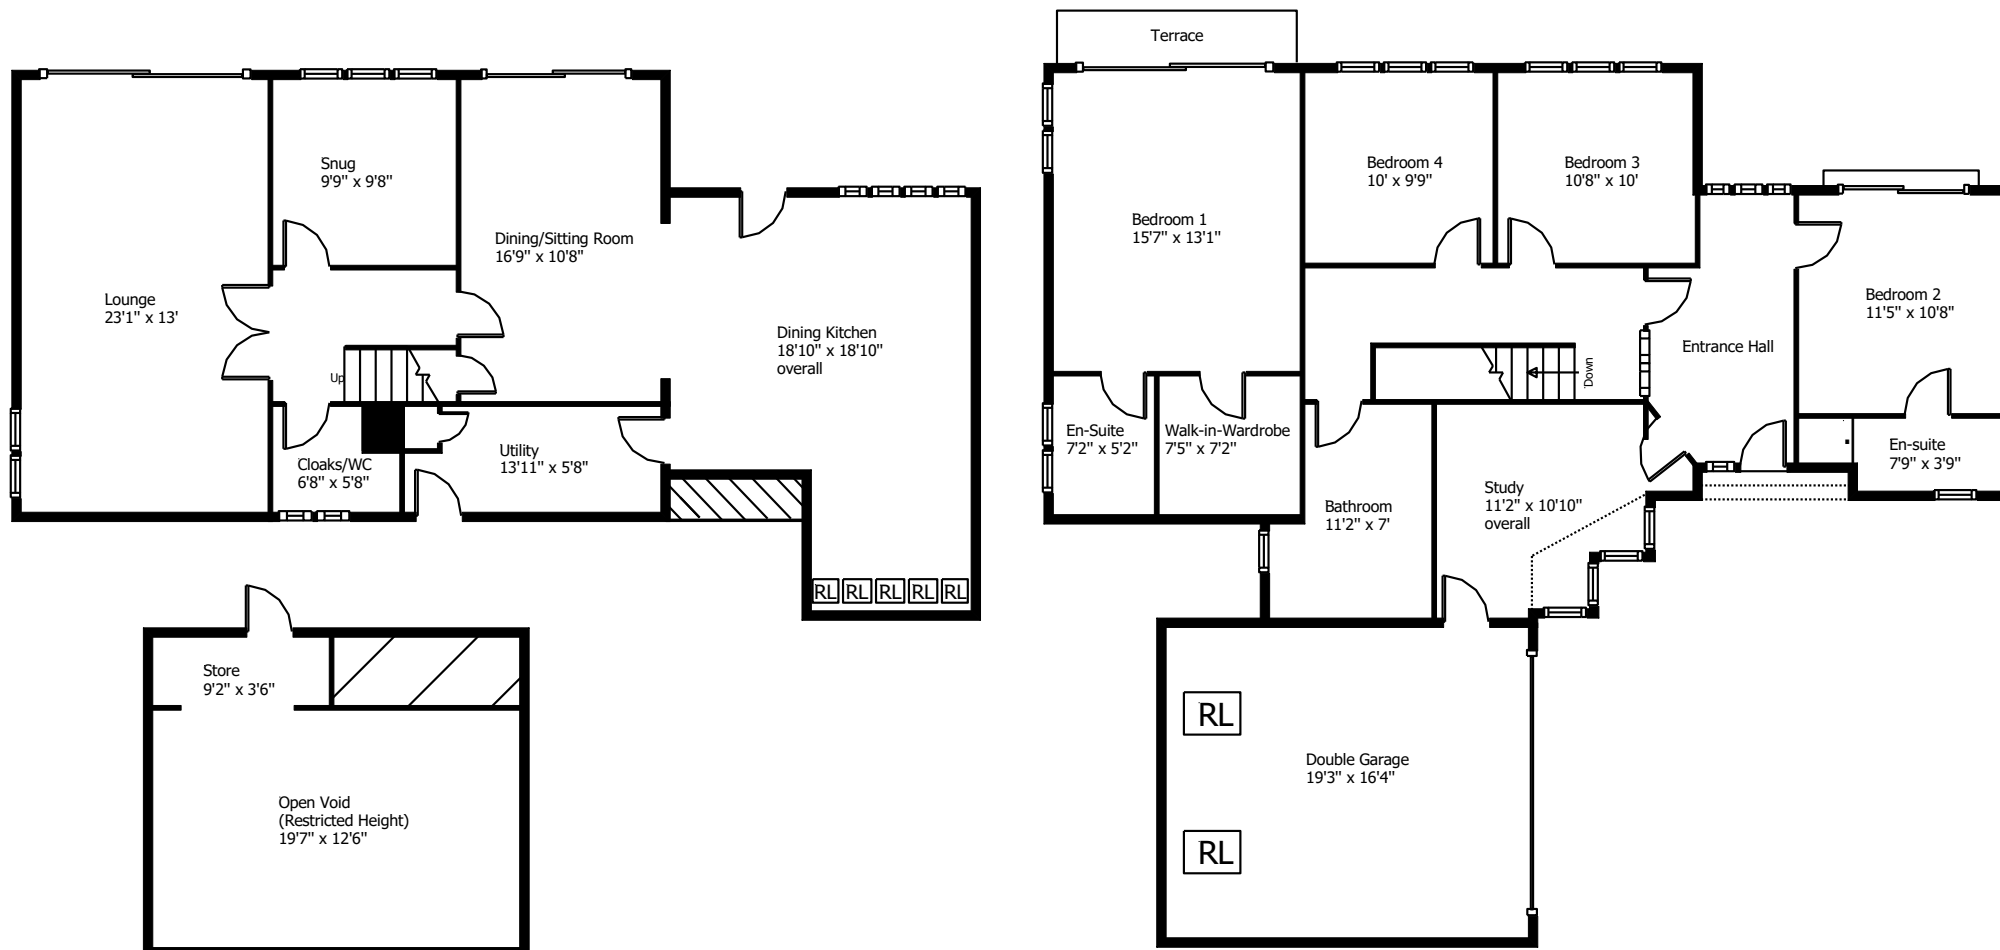 Snug
9'9" x 9'8"
Dining/Sitting Room
16'9" x 10'8"
Lounge
23'1" x 13'
Dining Kitchen
18'10" x 18'10"
overall
Up
Cloaks/WC
6'8" x 5'8"
Utility
13'11" x 5'8"
RL RL RL RL RL
Store
9'2" x 3'6"
Open Void
(Restricted Height)
19'7" x 12'6"
Terrace
Bedroom 1
15'7" x 13'1"
Bedroom 4
10' x 9'9"
Bedroom 3
10'8" x 10'
Bedroom 2
11'5" x 10'8"
Entrance Hall
Down
En-Suite
7'2" x 5'2"
Walk-in-Wardrobe
7'5" x 7'2"
En-suite
7'9" x 3'9"
Bathroom
11'2" x 7'
Study
11'2" x 10'10"
overall
RL
Double Garage
19'3" x 16'4"
RL